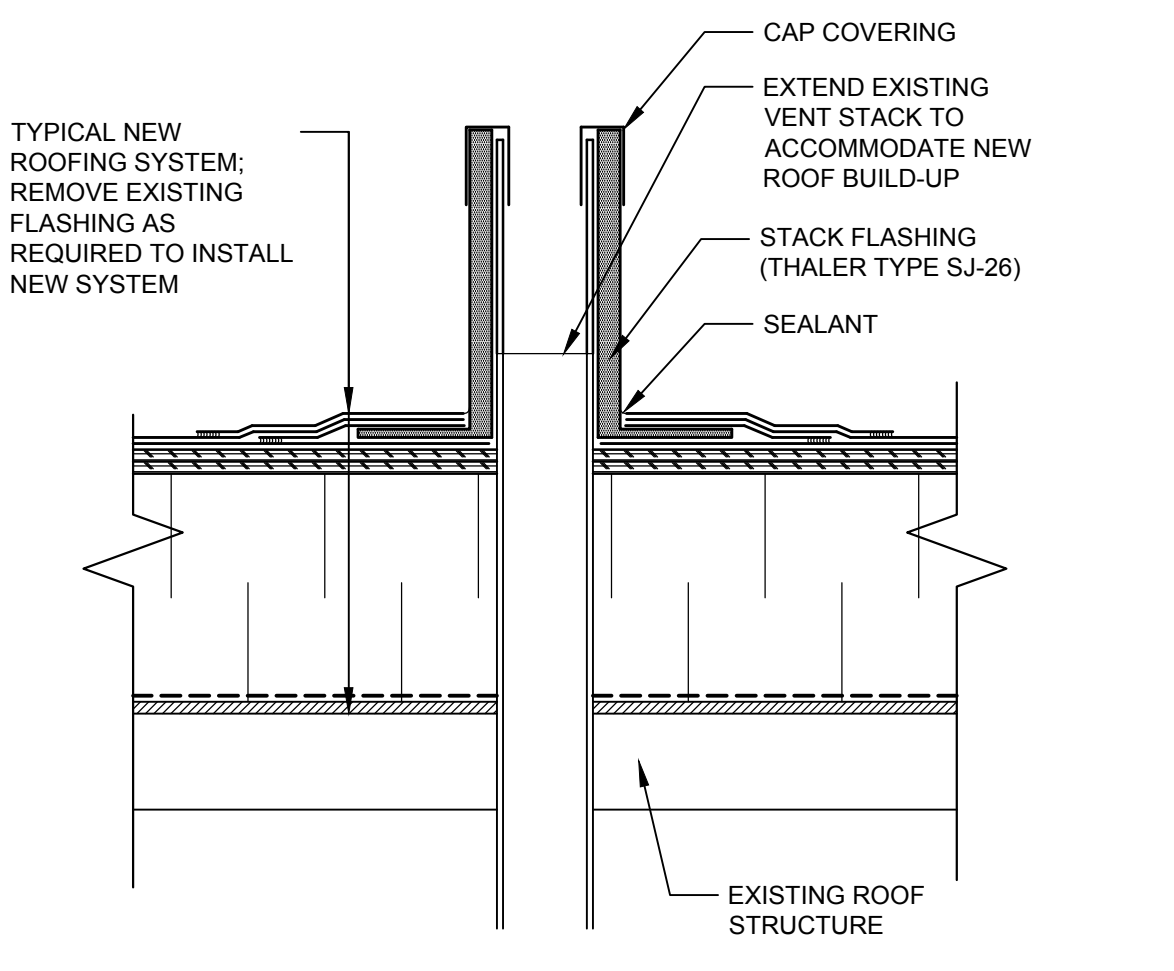 CAP COVERING
EXTEND EXISTING
VENT STACK TO
ACCOMMODATE NEW
ROOF BUILD-UP
TYPICAL NEW
ROOFING SYSTEM;
REMOVE EXISTING
FLASHING AS
REQUIRED TO INSTALL
NEW SYSTEM
STACK FLASHING
(THALER TYPE SJ-26)
SEALANT
EXISTING ROOF
STRUCTURE